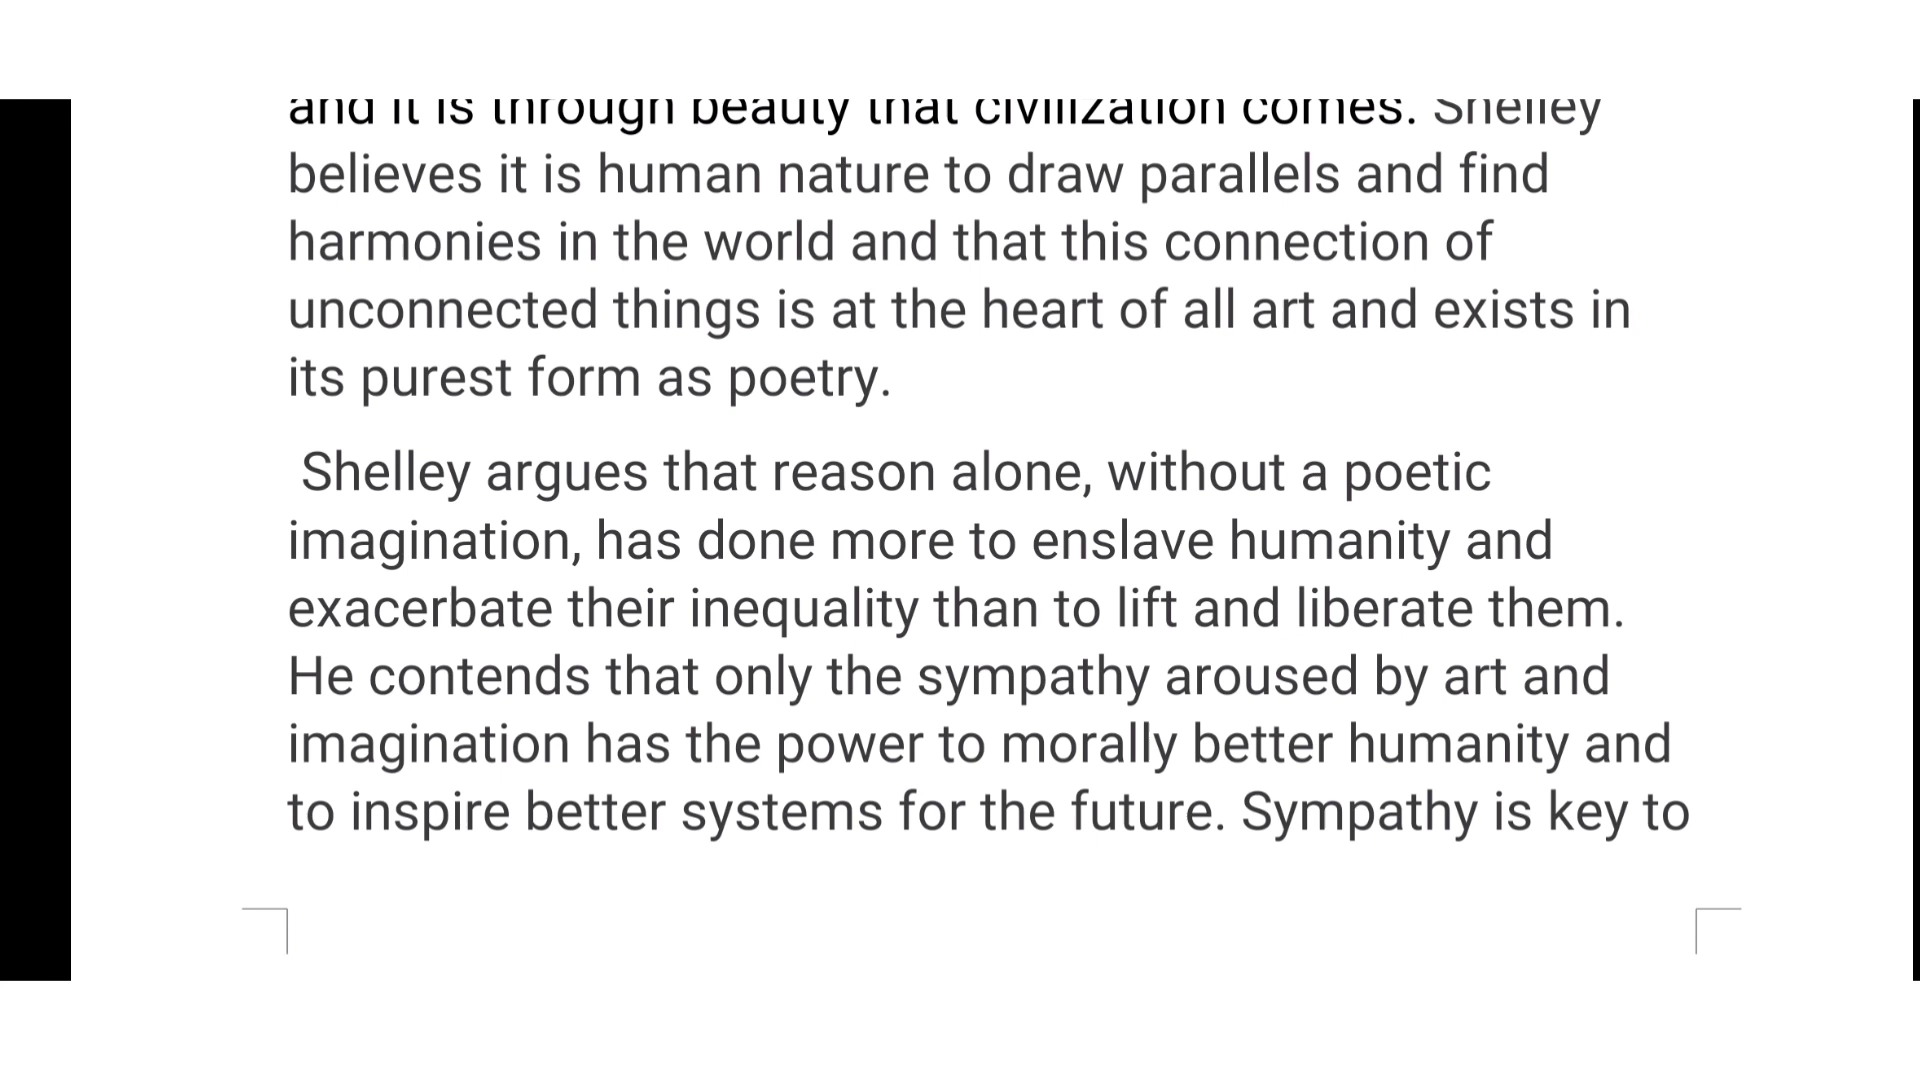 and it is through beauty that civilization comes. Shelley
believes it is human nature to draw parallels and find
harmonies in the world and that this connection of
unconnected things is at the heart of all art and exists in
its purest form as poetry.
Shelley argues that reason alone, without a poetic
imagination, has done more to enslave humanity and
exacerbate their inequality than to lift and liberate them.
He contends that only the sympathy aroused by art and
imagination has the power to morally better humanity and
to inspire better systems for the future. Sympathy is key to